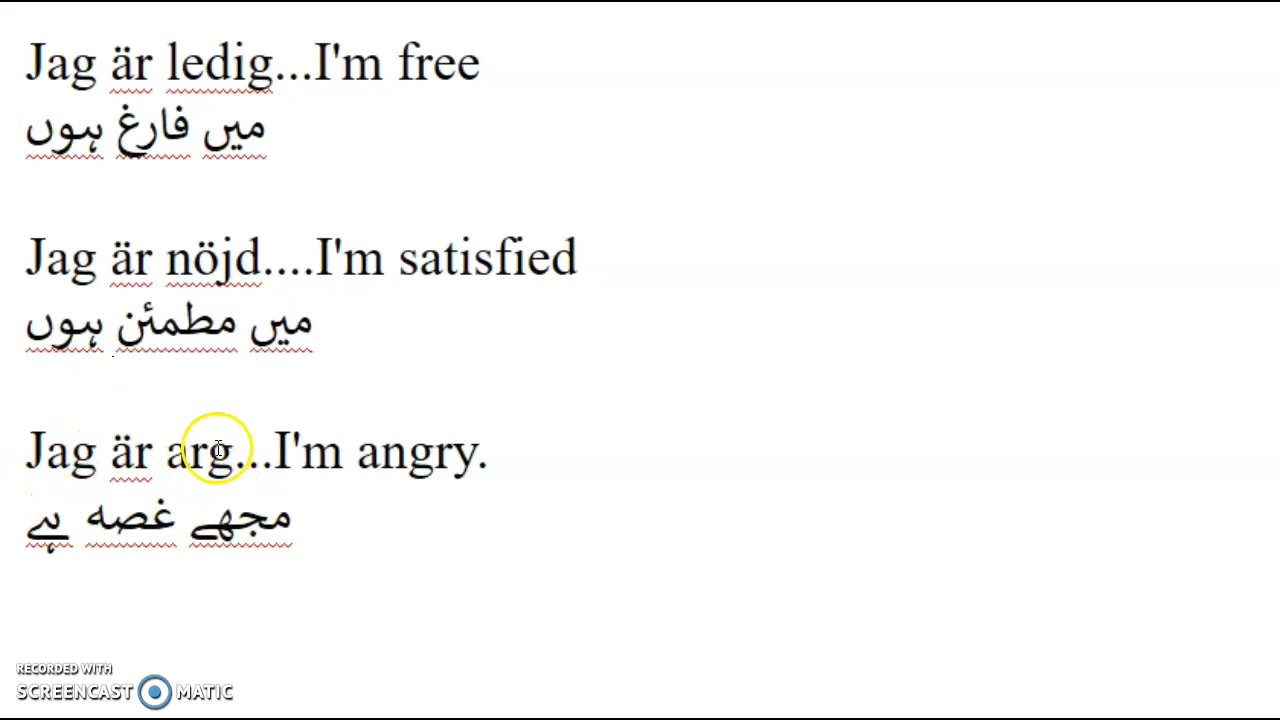 Jag är ledig...I'm free
میں فارغ ہوں
Jag är nöjd....I'm satisfied
میں مطمئن ہوں
Jag är arg...I'm angry.
مجھے غصہ ہے
RECORDED WITH
SCREENCAST MATIC